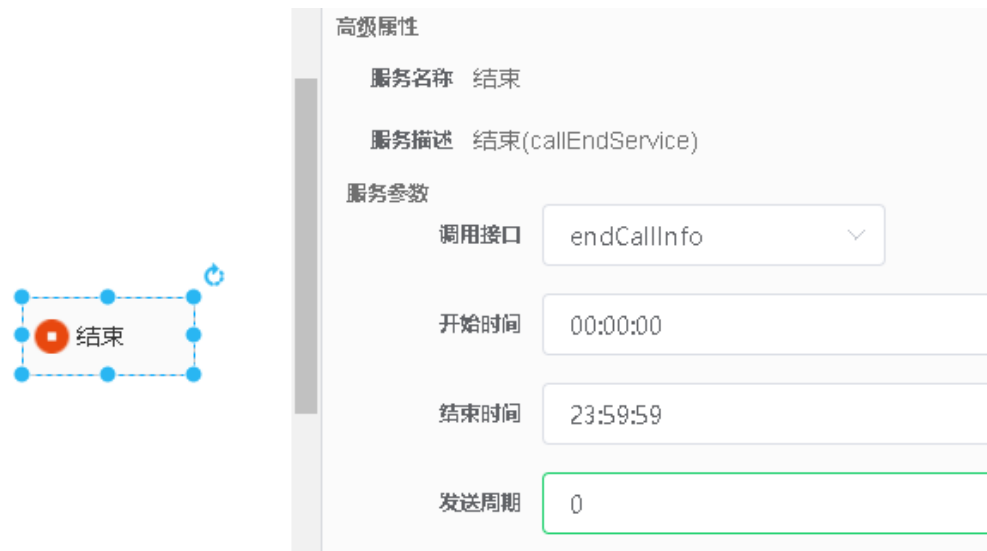 高级属性
服务名称 结束
服务描述 结束(callEndService)
服务参数
调用接口 endCallInfo
结束
开始时间 00:00:00
结束时间 23:59:59
发送周期 0